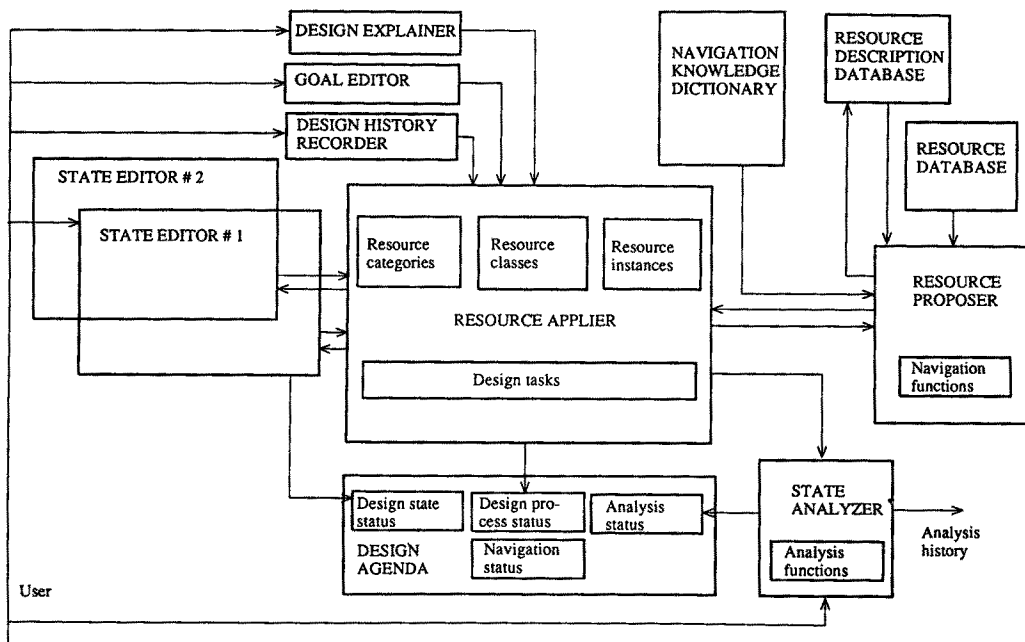 DESIGN EXPLAINER
GOAL EDITOR
DESIGN HISTORY
RECORDER
NAVIGATION
KNOWLEDGE
DICTIONARY
RESOURCE
DESCRIPTION
DATABASE
RESOURCE
DATABASE
STATE EDITOR # 2
STATE EDITOR # 1
Resource
categories
Resource
classes
Resource
instances
RESOURCE APPLIER
Design tasks
RESOURCE
PROPOSER
Navigation
functions
Design state
status
Design pro-
cess status
Analysis
status
Navigation
status
DESIGN
AGENDA
STATE
ANALYZER
Analysis
functions
Analysis
history
User